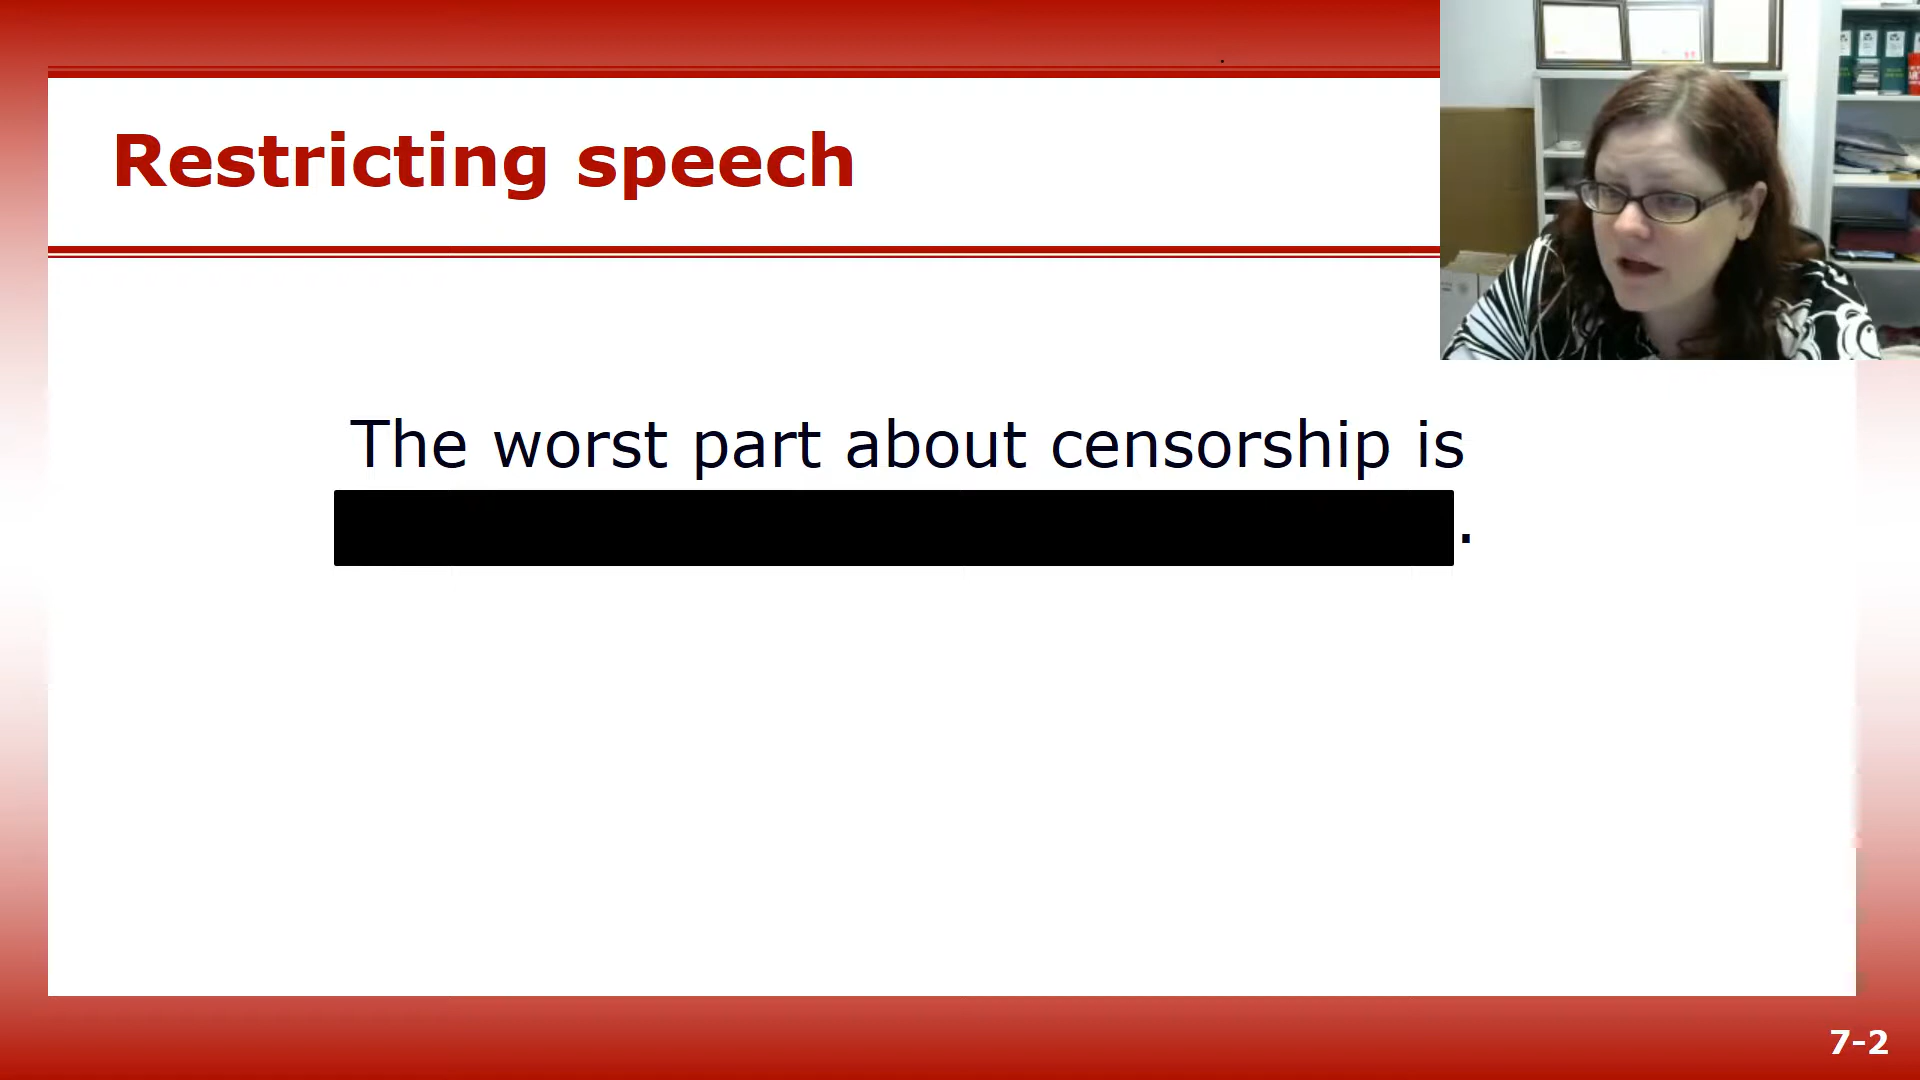 Restricting speech
The worst part about censorship is
.
7-2